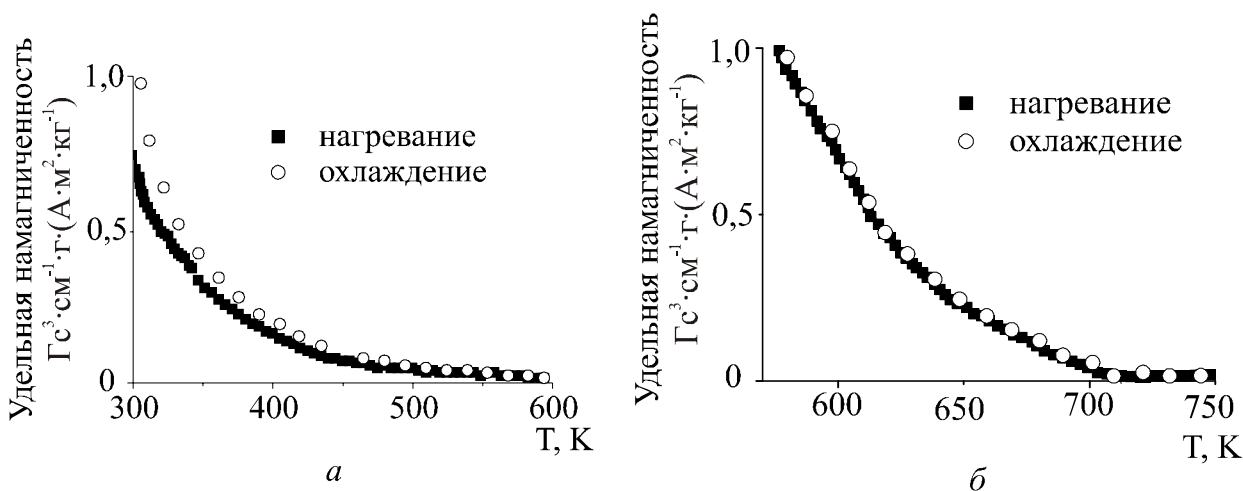 Удельная намагниченность
Гс³·см⁻¹·г·(А·м²·кг⁻¹)
1,0
0,5
0
нагревание
охлаждение
300
400
500
600
T, K
а
Удельная намагниченность
Гс³·см⁻¹·г·(А·м²·кг⁻¹)
1,0
0,5
0
нагревание
охлаждение
600
650
700
750
T, K
б